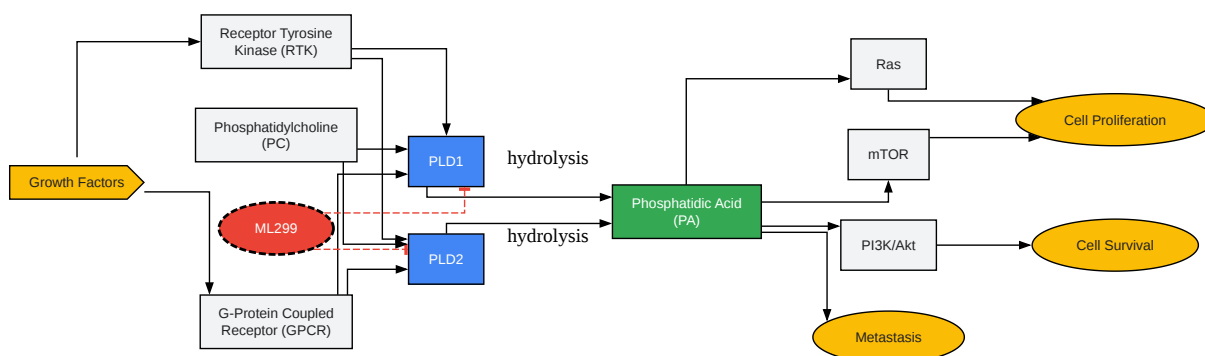 Receptor Tyrosine
Kinase (RTK)
Ras
Phosphatidylcholine
(PC)
Cell Proliferation
PLD1
hydrolysis
mTOR
Growth Factors
Phosphatidic Acid
(PA)
ML299
hydrolysis
PLD2
PI3K/Akt
Cell Survival
G-Protein Coupled
Receptor (GPCR)
Metastasis